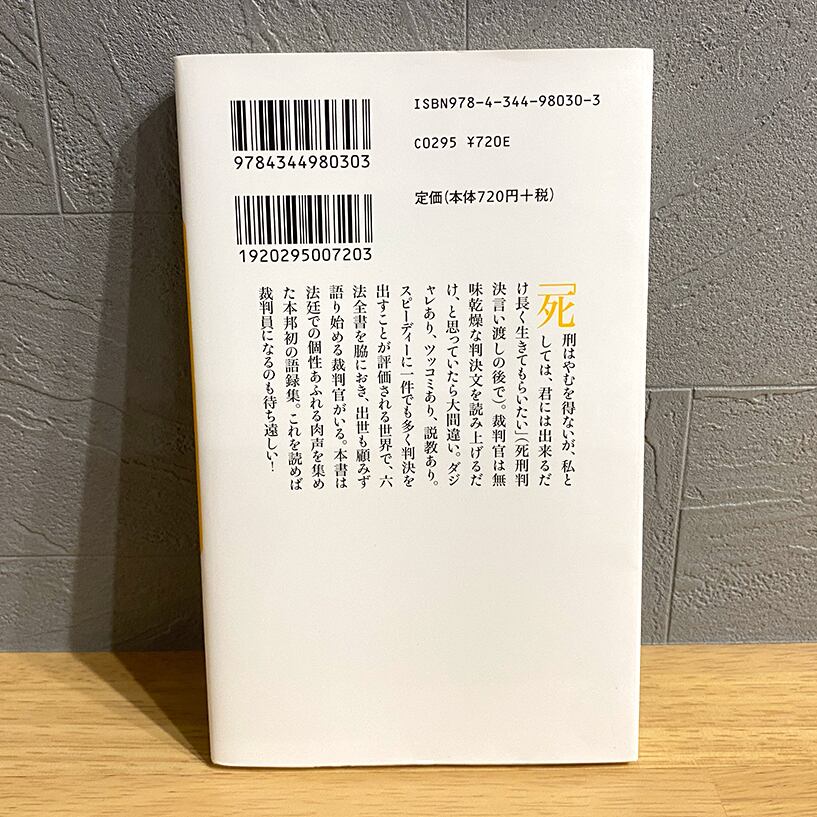 ISBN978-4-344-98030-3
9784344980303
C0295 ¥720E
定価(本体720円+税)
1920295007203
「死刑はやむを得ないが、私と
しては、君には出来るだ
け長く生きてもらいたい」(死刑判
決言い渡しの後で)。裁判官は無
味乾燥な判決文を読み上げるだ
け、と思っていたら大間違い。ダジ
ャレあり、ツッコミあり、説教あり。
スピーディーに一件でも多く判決を
出すことが評価される世界で、六
法全書を脇におき、出世も顧みず
語り始める裁判官がいる。本書は
法廷での個性あふれる肉声を集め
た本邦初の語録集。これを読めば
裁判員になるのも待ち遠しい!